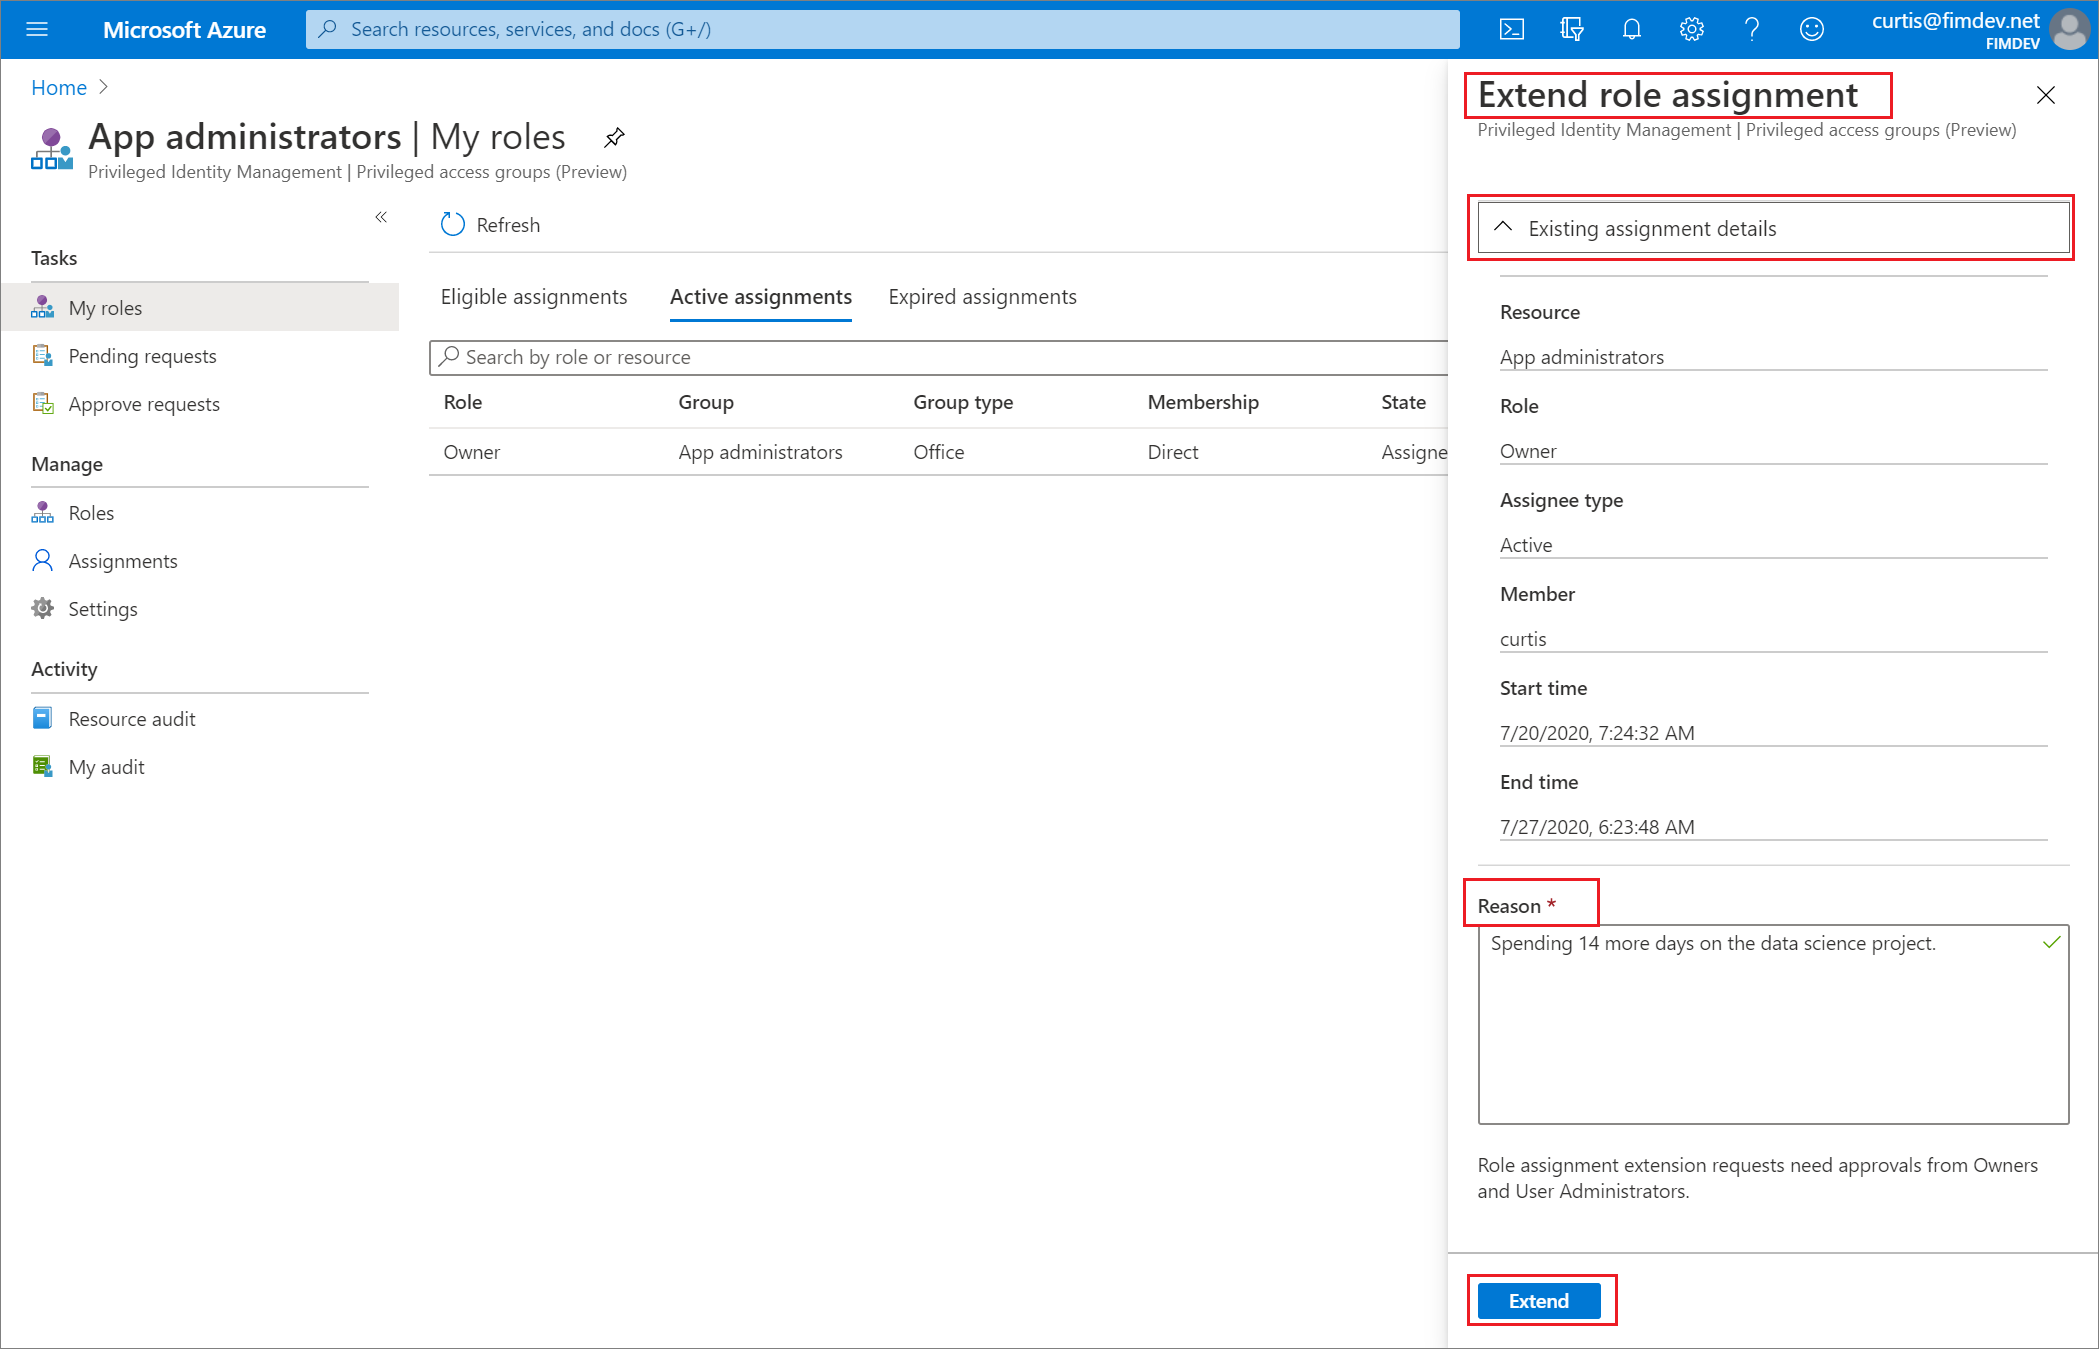 Microsoft Azure
Search resources, services, and docs (G+/)
curtis@fimdev.net
FIMDEV
Home
App administrators | My roles
Privileged Identity Management | Privileged access groups (Preview)
Tasks
My roles
Pending requests
Approve requests
Manage
Roles
Assignments
Settings
Activity
Resource audit
My audit
Refresh
Eligible assignments Active assignments Expired assignments
Search by role or resource
Role Group Group type Membership State
Owner App administrators Office Direct Assigne
Extend role assignment
Privileged Identity Management | Privileged access groups (Preview)
Existing assignment details
Resource
App administrators
Role
Owner
Assignee type
Active
Member
curtis
Start time
7/20/2020, 7:24:32 AM
End time
7/27/2020, 6:23:48 AM
Reason *
Spending 14 more days on the data science project.
Role assignment extension requests need approvals from Owners
and User Administrators.
Extend